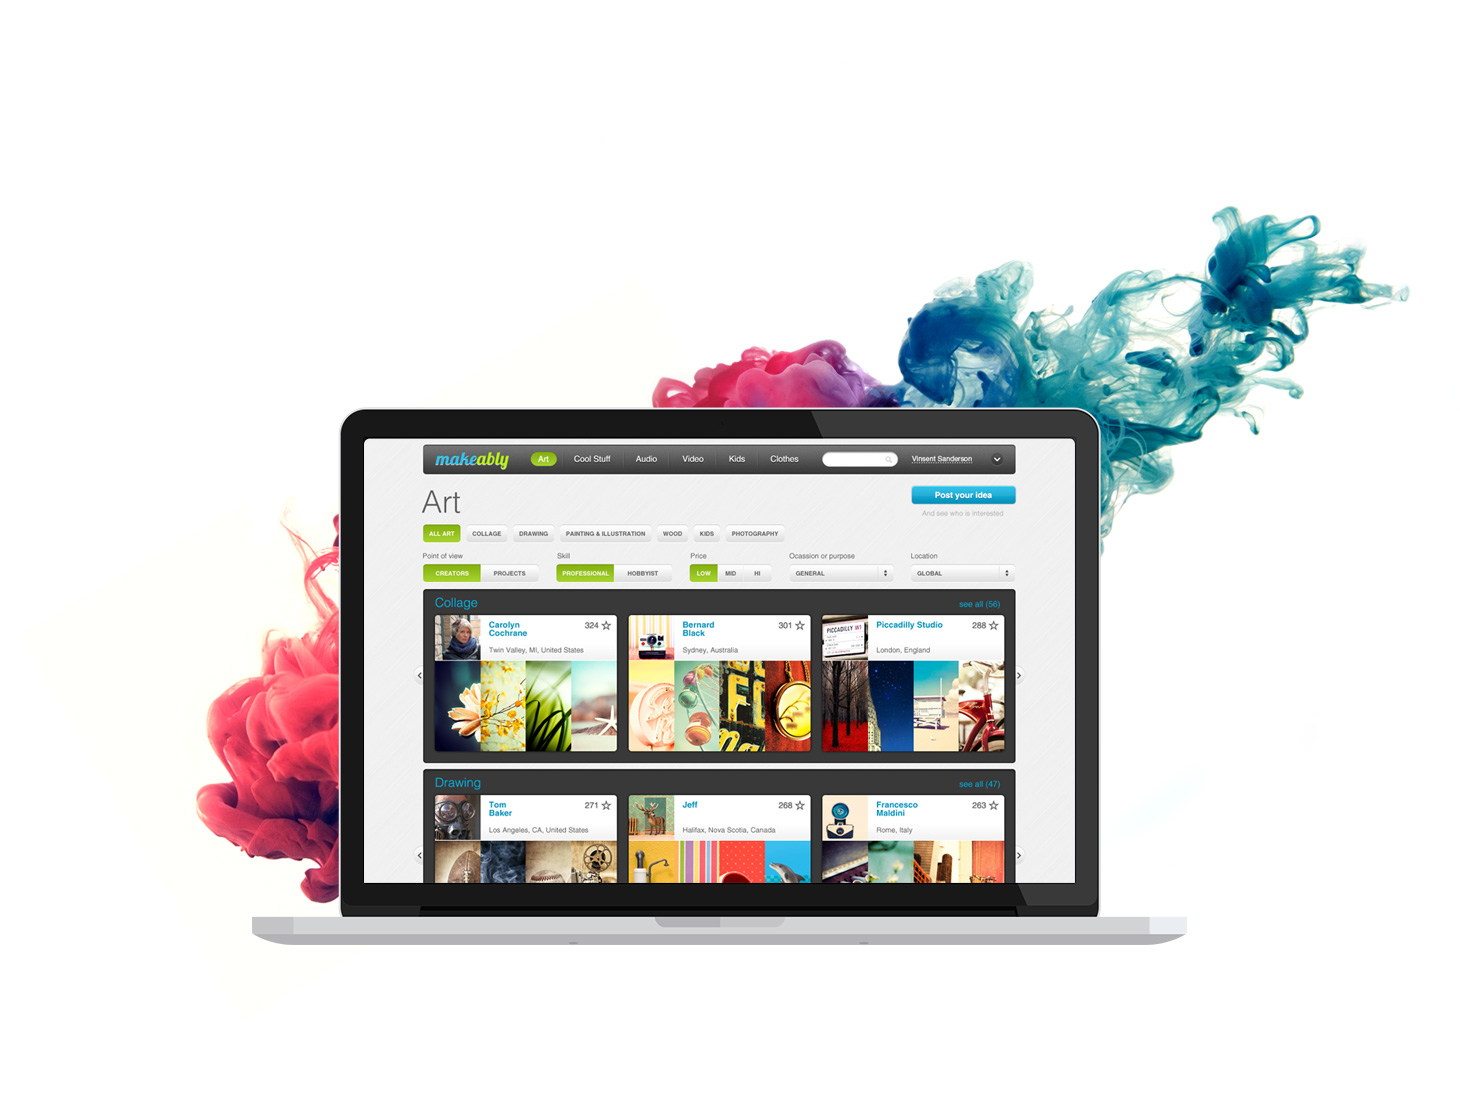 makeably Art Cool Stuff Audio Video Kids Clothes Vinsent Sanderson
Art
Post your idea
And see who is interested
ALL ART COLLAGE DRAWING PAINTING & ILLUSTRATION WOOD KIDS PHOTOGRAPHY
Point of view Skill Price Ocassion or purpose Location
CREATORS PROJECTS PROFESSIONAL HOBBYIST LOW MID HI GENERAL GLOBAL
Collage see all (56)
Carolyn
Cochrane
324
Twin Valley, MI, United States
Bernard
Black
301
Sydney, Australia
PICCADILLY W1
Piccadilly Studio
288
London, England
Fi
na
Drawing see all (47)
Tom
Baker
271
Los Angeles, CA, United States
Jeff
268
Halifax, Nova Scotia, Canada
Francesco
Maldini
263
Rome, Italy